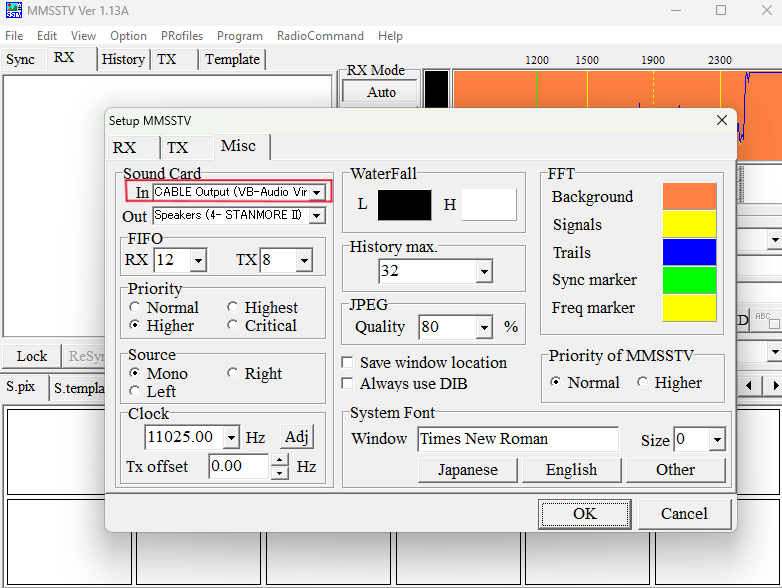 MMSSTV Ver 1.13A
File Edit View Option PRofiles Program RadioCommand Help
Sync RX History TX Template
1200 1500 1900 2300
RX Mode
Auto
Setup MMSSTV
RX TX Misc
Sound Card
In CABLE Output (VB-Audio Vir
Out Speakers (4- STANMORE II)
FIFO
RX 12 TX 8
Priority
Normal Highest
Higher Critical
Source
Mono Right
Left
Clock
11025.00 Hz Adj
Tx offset 0.00 Hz
WaterFall
L H
History max.
32
JPEG
Quality 80 %
Save window location
Always use DIB
FFT
Background
Signals
Trails
Sync marker
Freq marker
Priority of MMSSTV
Normal Higher
System Font
Window Times New Roman Size 0
Japanese English Other
OK Cancel
Lock ReSyn
S.pix S.templa
D ABC